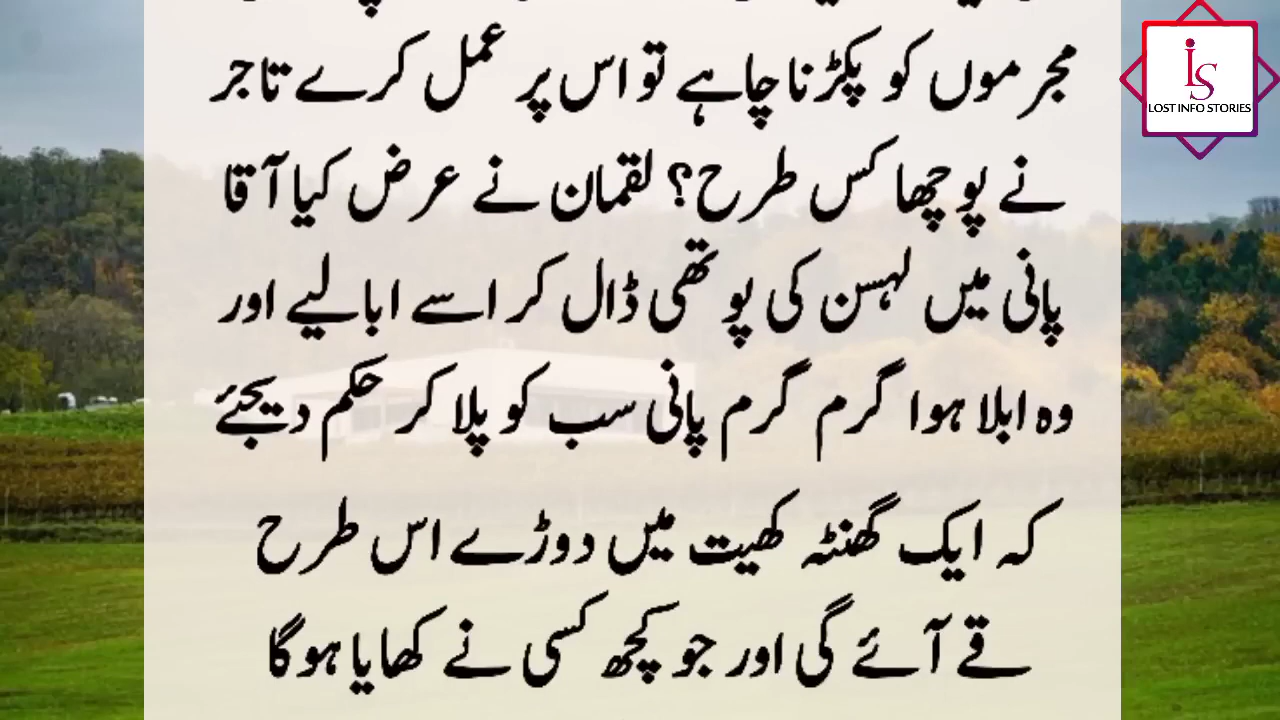 مجرموں کو پکڑنا چاہے تو اس پر عمل کرے تاجر
نے پوچھا کس طرح؟ لقمان نے عرض کیا آقا
پانی میں لہسن کی پوتھی ڈال کر اسے ابالیے اور
وہ ابلا ہوا گرم گرم پانی سب کو پلا کر حکم دیجئے
کہ ایک گھنٹہ کھیت میں دوڑے اس طرح
قے آئے گی اور جو کچھ کسی نے کھایا ہوگا
iS
LOST INFO STORIES